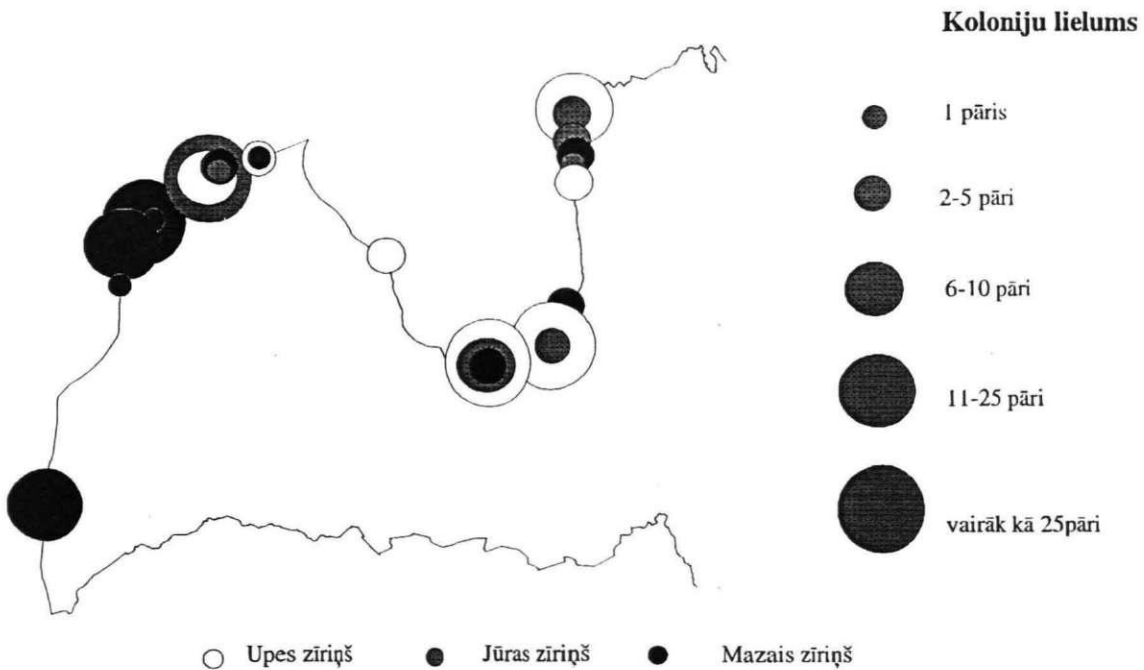 Koloniju lielums
1 pāris
2-5 pāri
6-10 pāri
11-25 pāri
vairāk kā 25pāri
Upes zīriņš Jūras zīriņš Mazais zīriņš